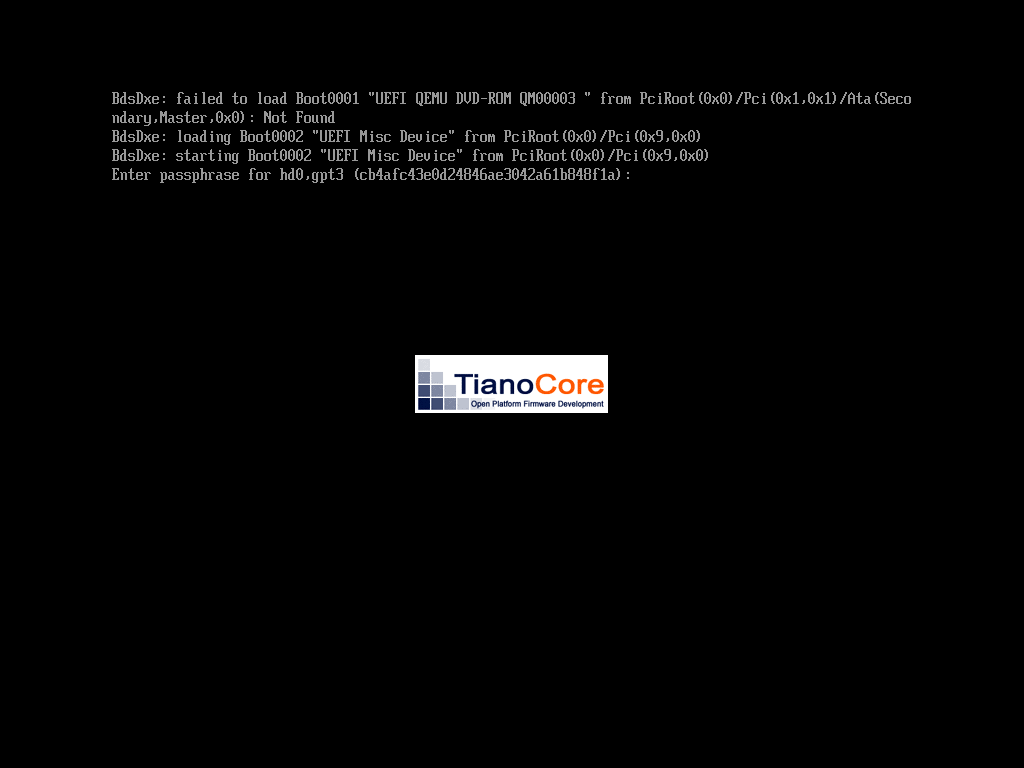 BdsDxe: failed to load Boot0001 "UEFI QEMU DVD-ROM QM00003 " from PciRoot(0x0)/Pci(0x1,0x1)/Ata(Seco
ndary,Master,0x0): Not Found
BdsDxe: loading Boot0002 "UEFI Misc Device" from PciRoot(0x0)/Pci(0x9,0x0)
BdsDxe: starting Boot0002 "UEFI Misc Device" from PciRoot(0x0)/Pci(0x9,0x0)
Enter passphrase for hd0,gpt3 (cb4afc43e0d24846ae3042a61b848f1a):
TianoCore
Open Platform Firmware Development